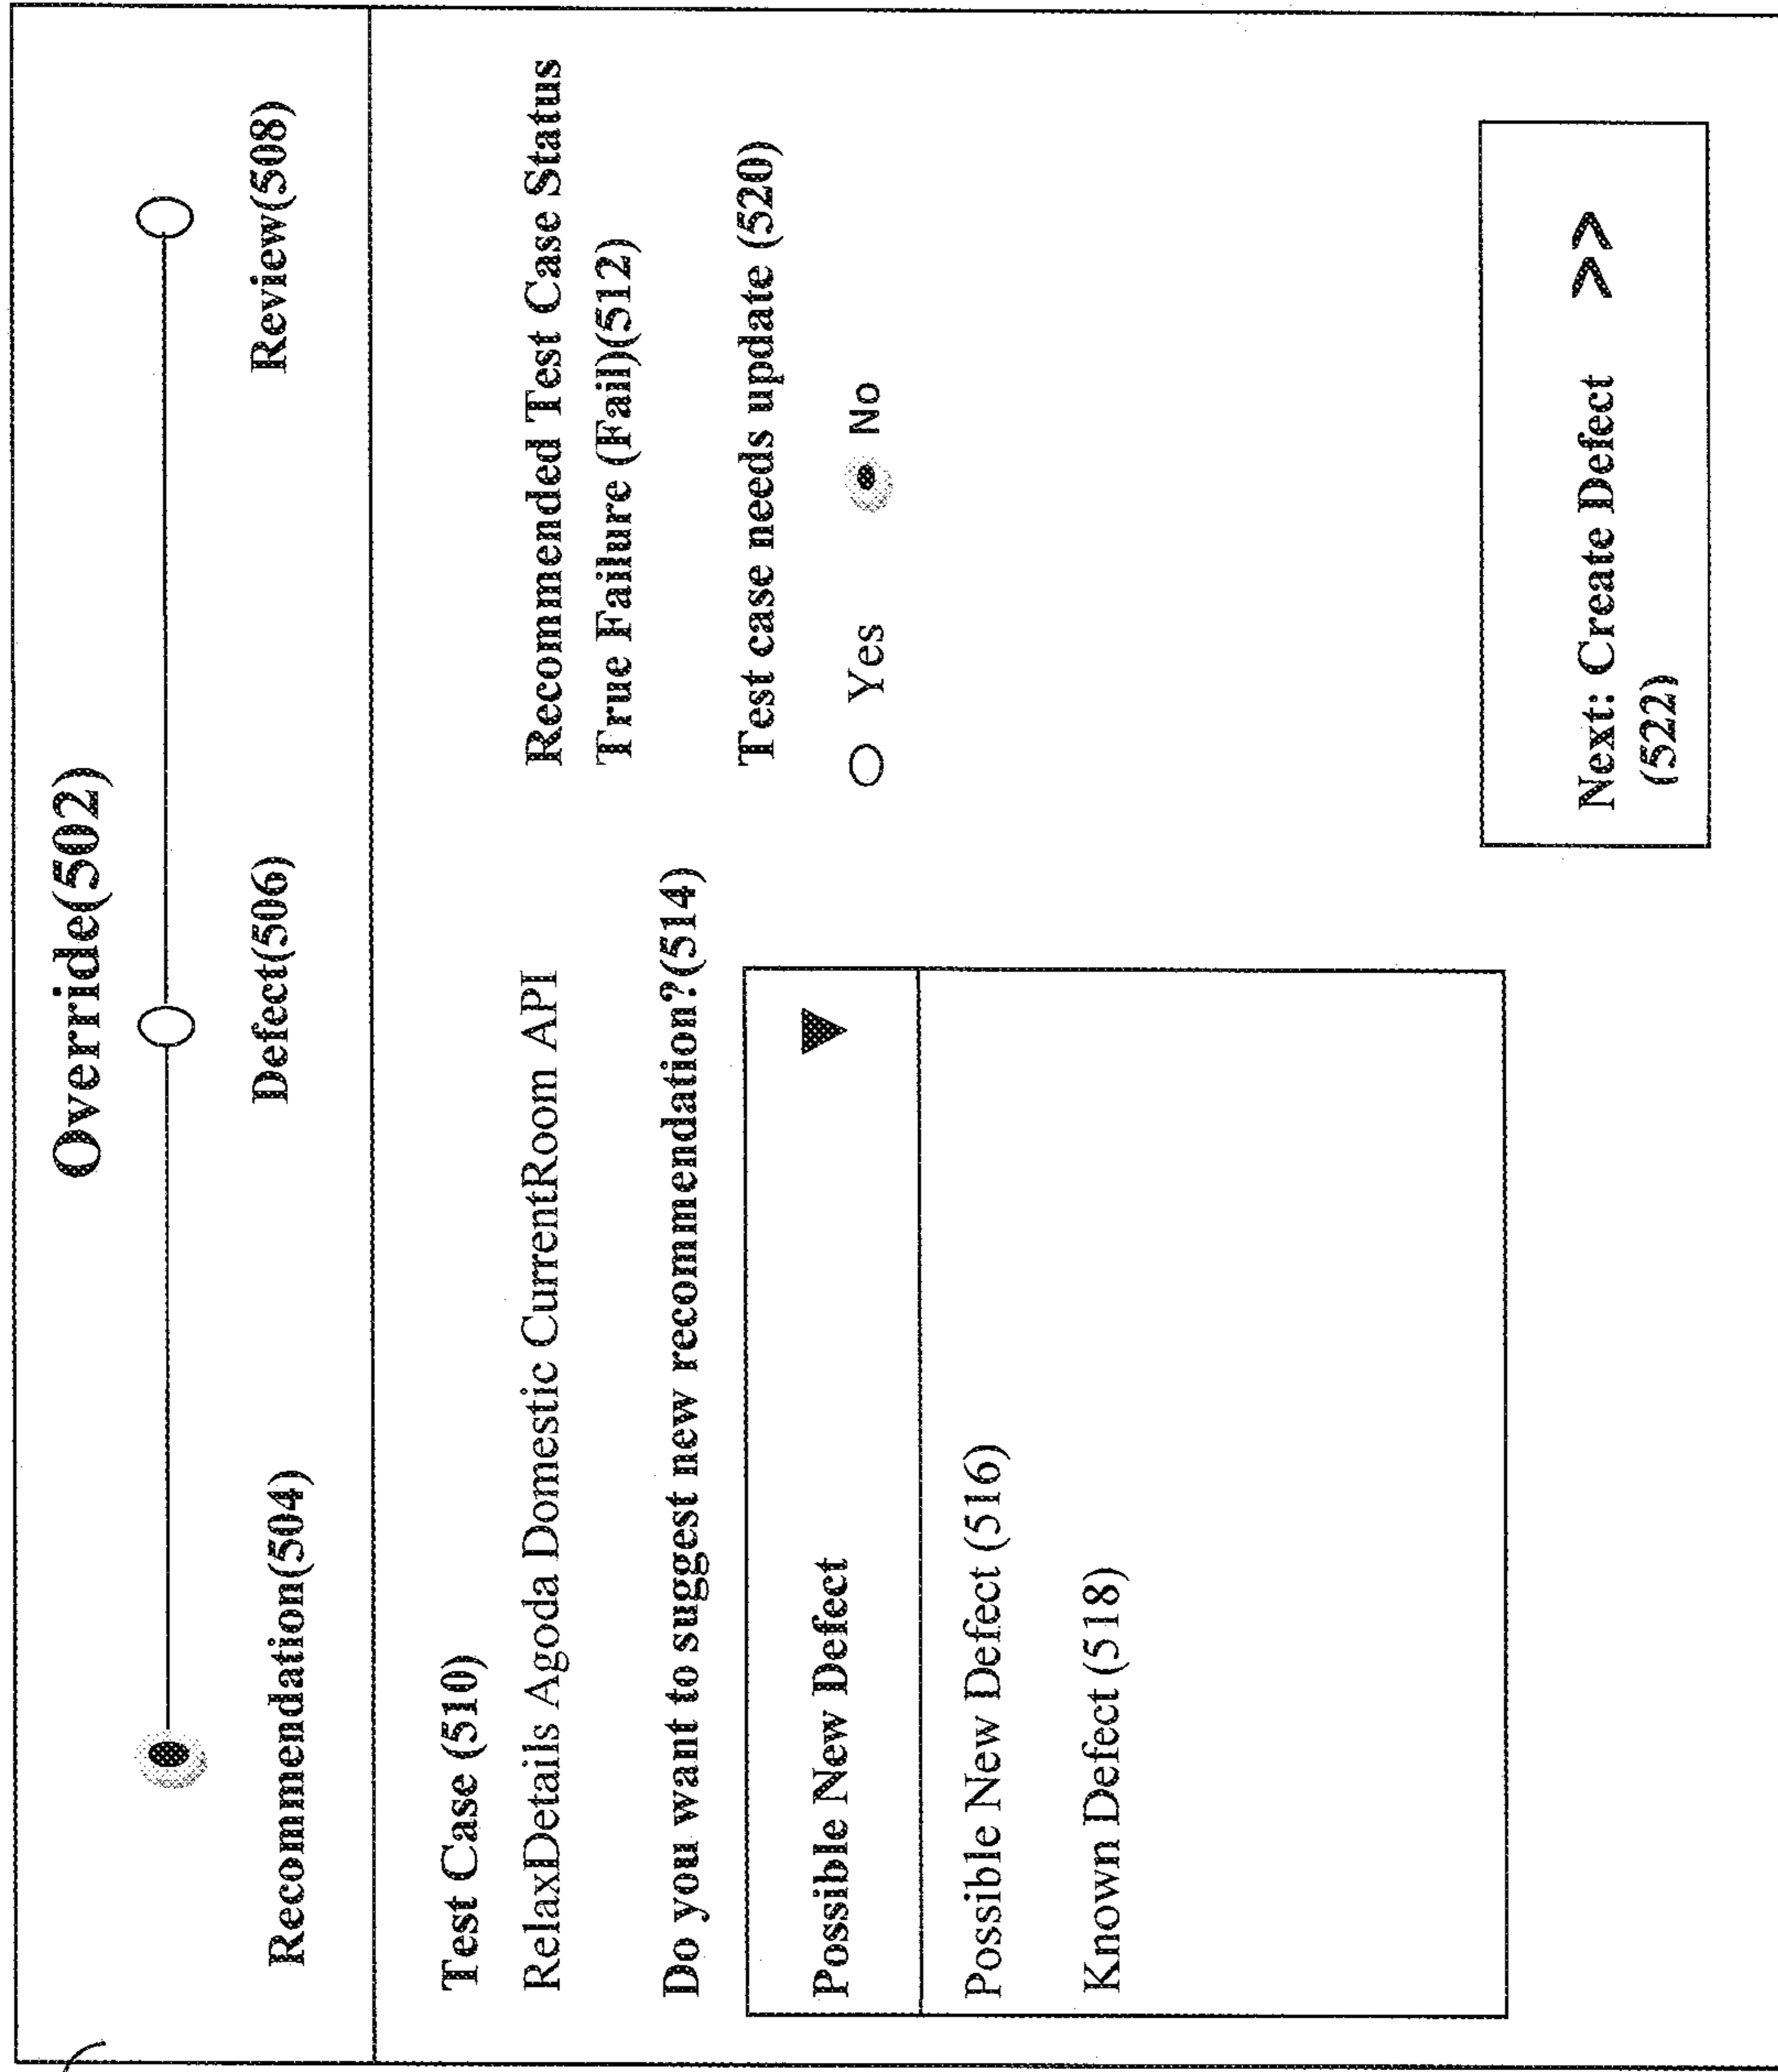 Override(502)
Recommendation(504)
Defect(506)
Review(508)
Test Case (510)
RelaxDetails Agoda Domestic CurrentRoom API
Recommended Test Case Status
True Failure (Fail)(512)
Do you want to suggest new recommendation?(514)
Test case needs update (520)
Possible New Defect
Yes
No
Possible New Defect (516)
Known Defect (518)
Next: Create Defect >>
(522)